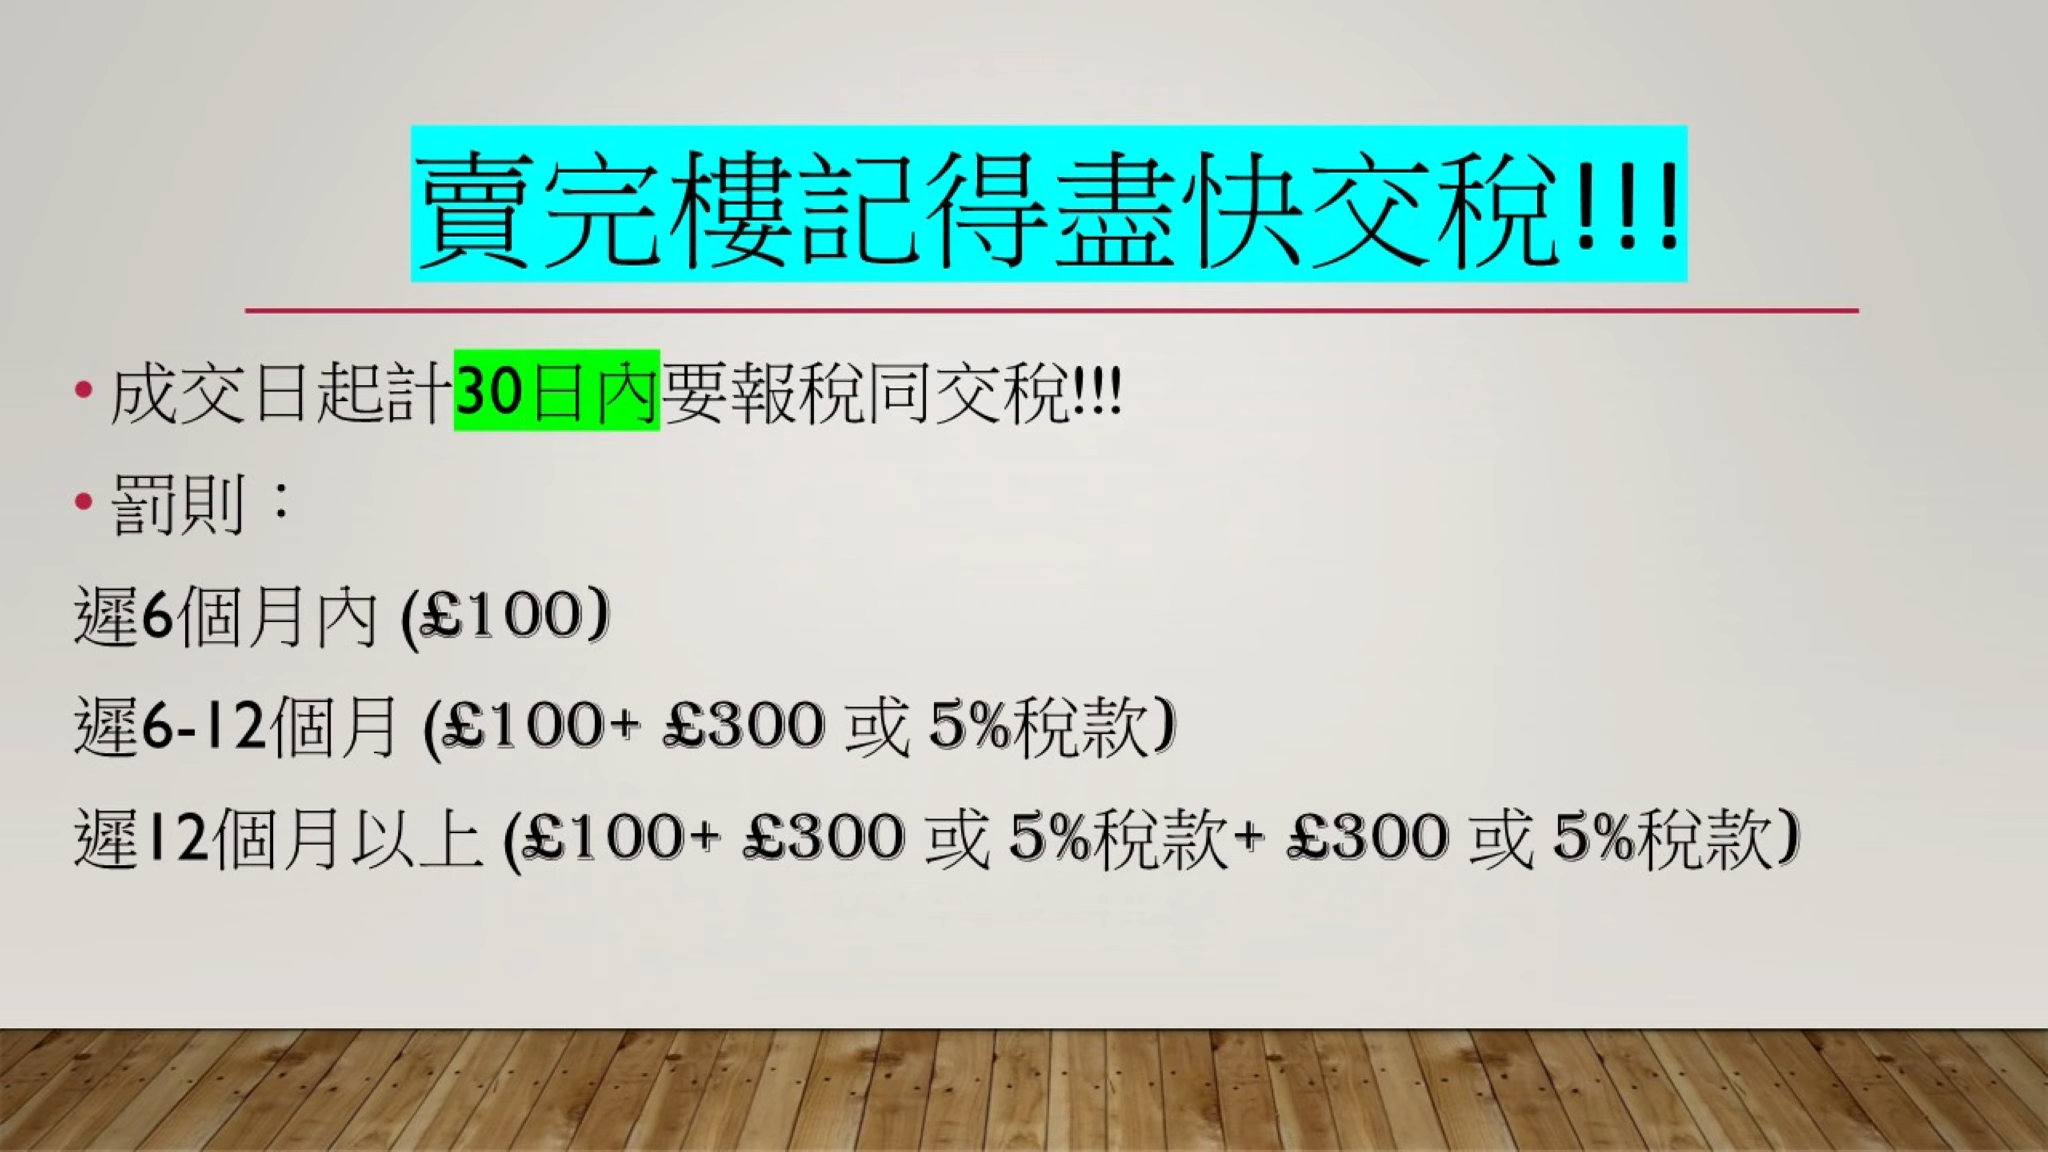 賣完樓記得盡快交稅!!!
• 成交日起計30日內要報稅同交稅!!!
• 罰則：
遲6個月內 (£100)
遲6-12個月 (£100+ £300 或 5%稅款)
遲12個月以上 (£100+ £300 或 5%稅款+ £300 或 5%稅款)